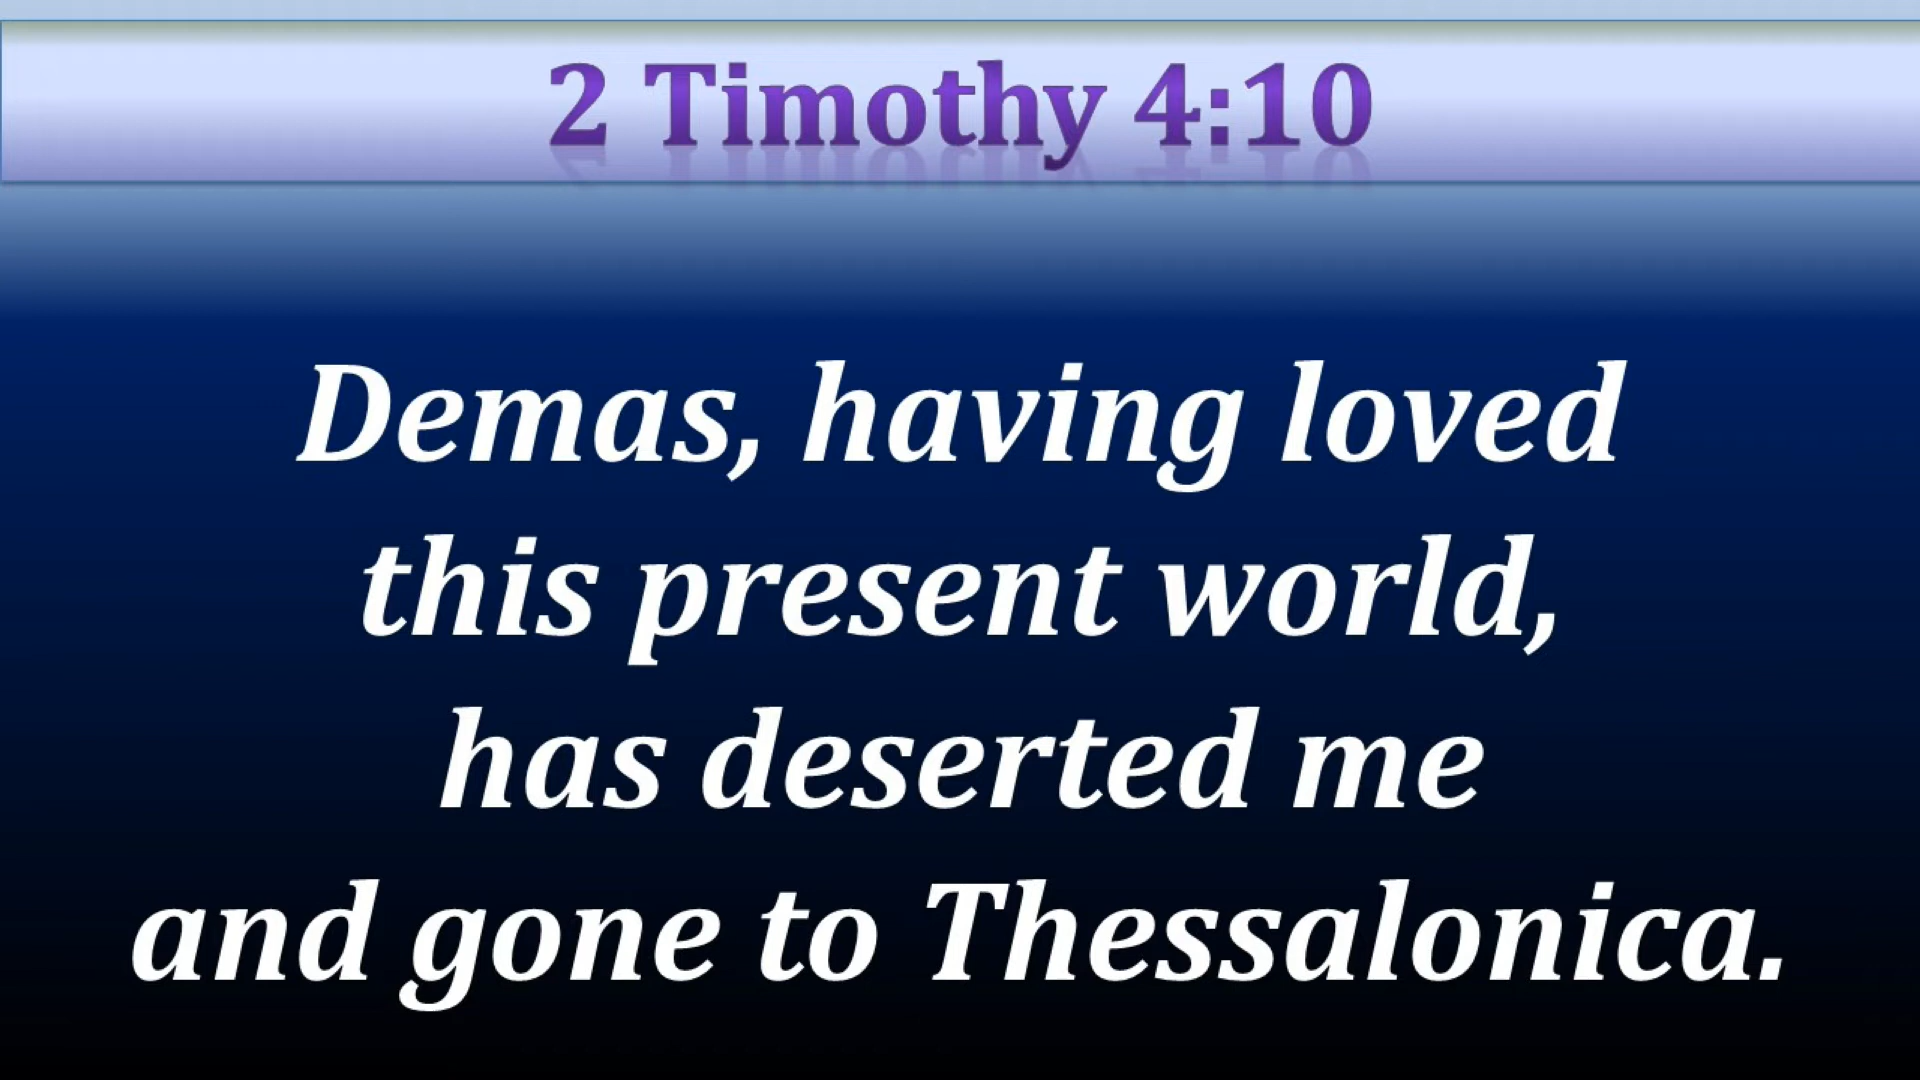 2 Timothy 4:10
Demas, having loved
this present world,
has deserted me
and gone to Thessalonica.